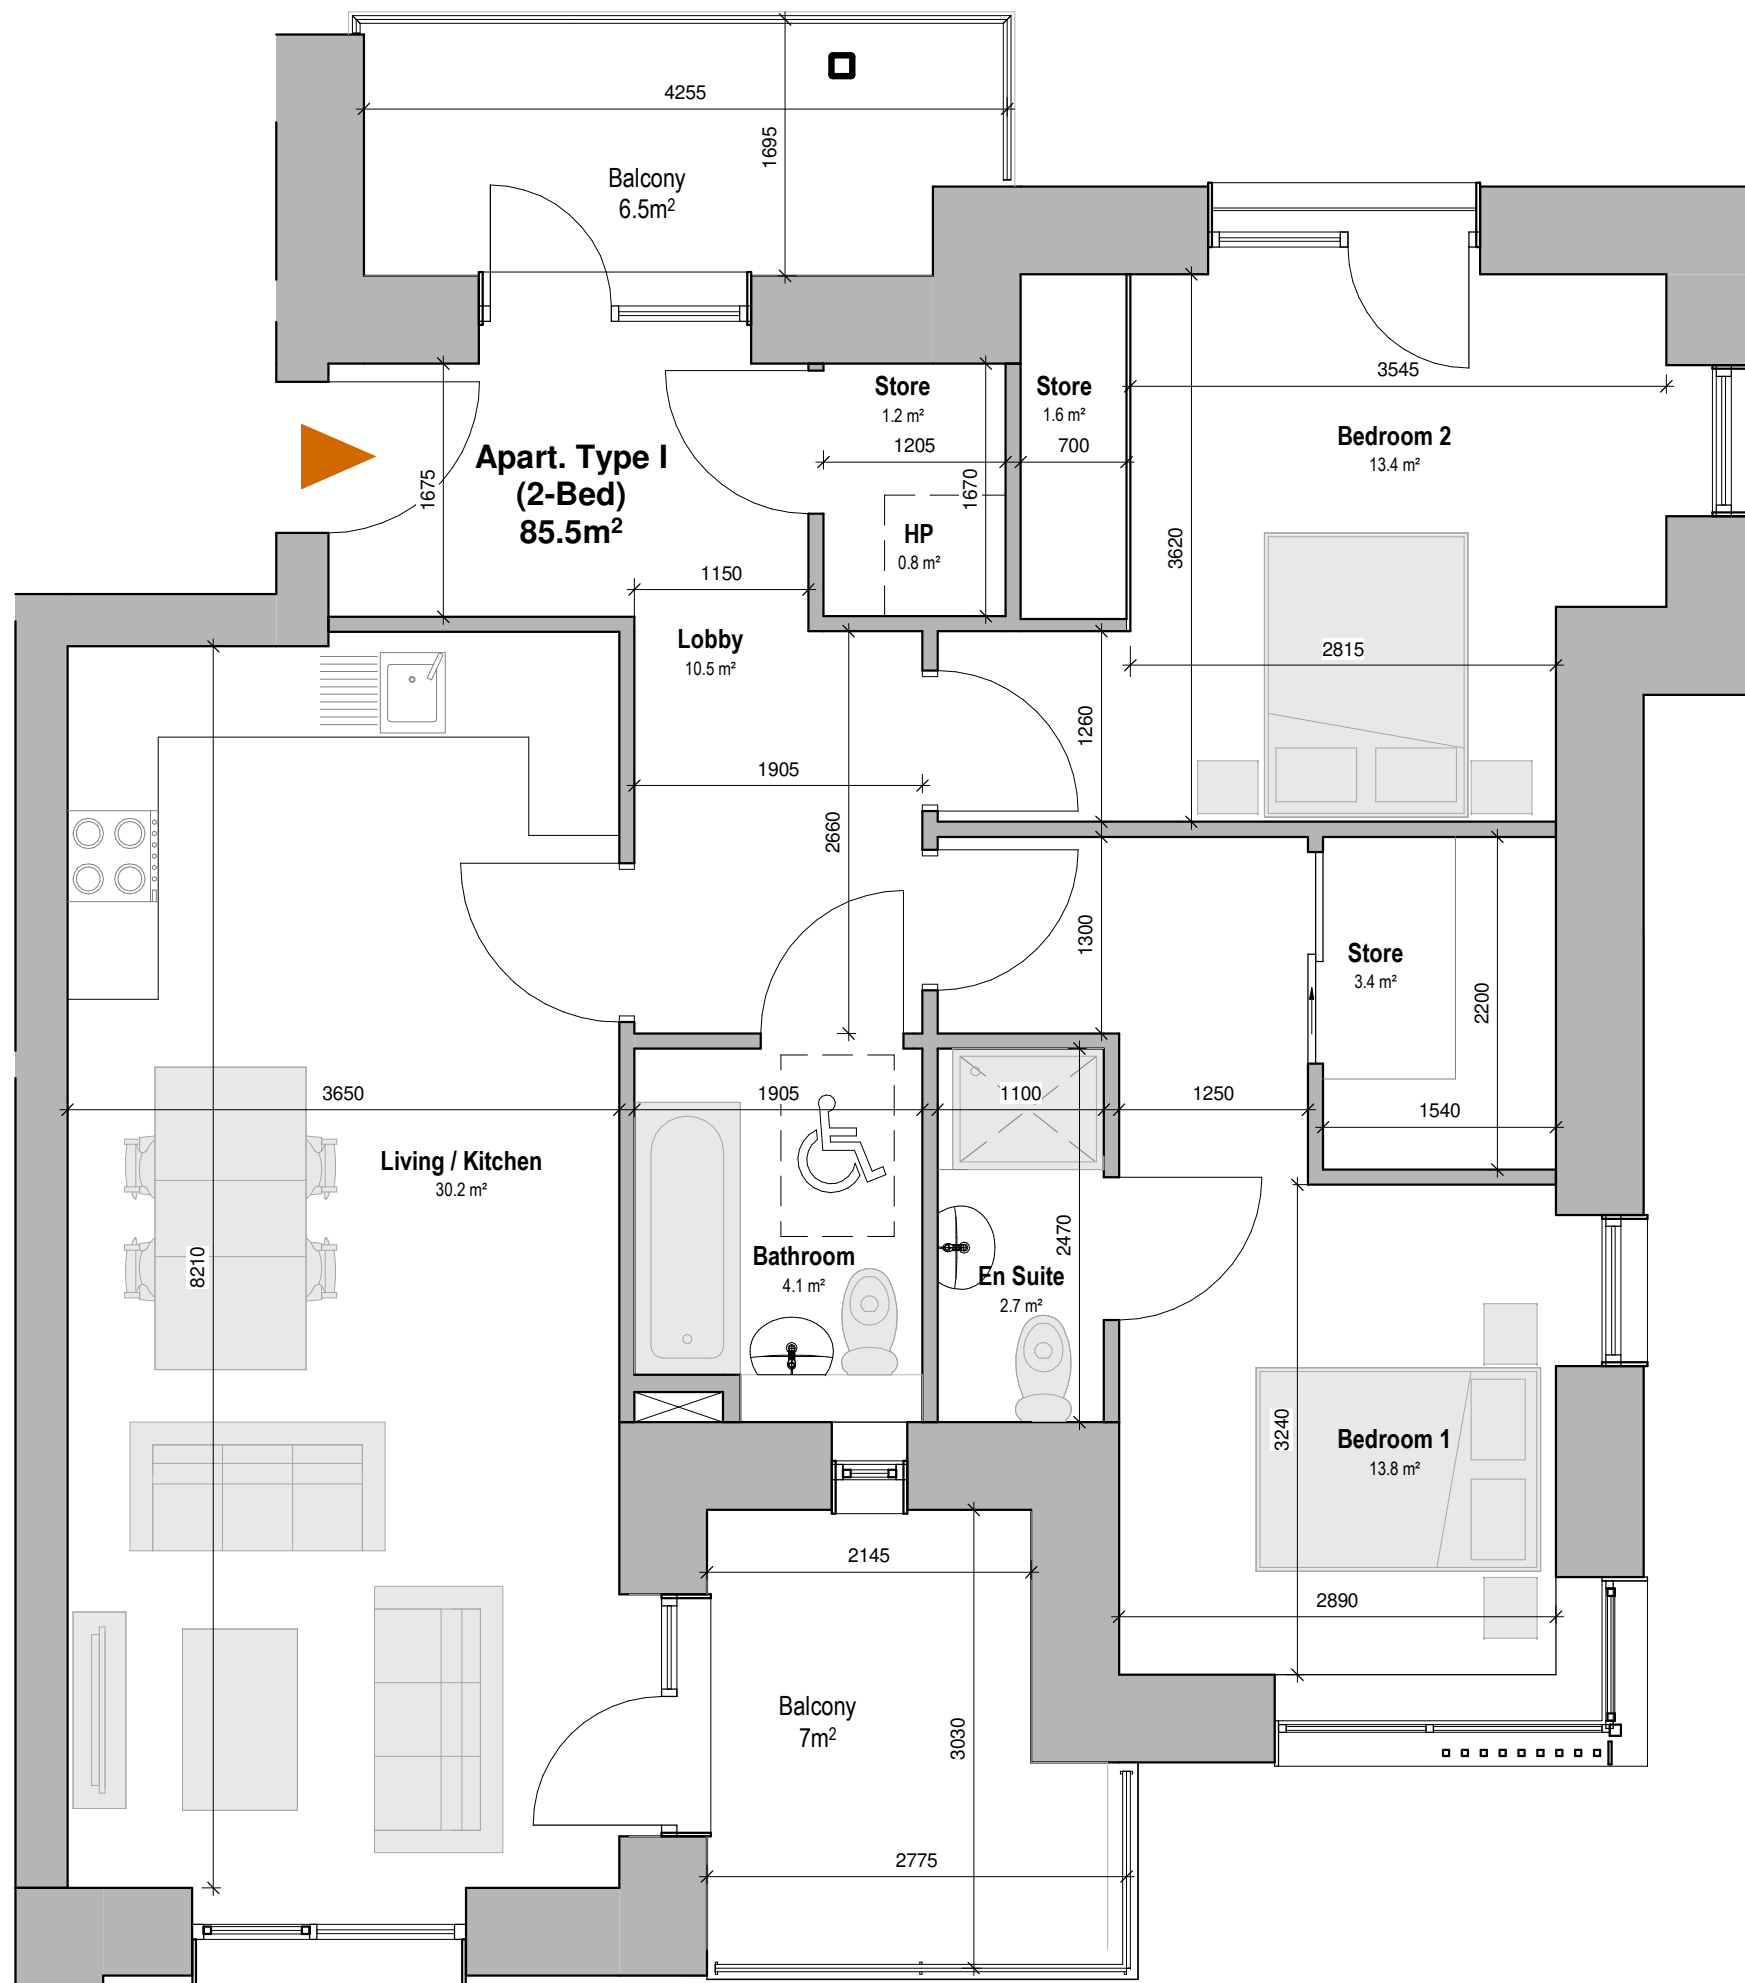 4255
1695
Balcony
6.5m²
Store
1.2 m²
Store
1.6 m²
3545
Bedroom 2
13.4 m²
1205
700
Apart. Type I
(2-Bed)
85.5m²
1675
1670
HP
0.8 m²
3620
1150
Lobby
10.5 m²
2815
1260
1905
2660
1300
Store
3.4 m²
2200
3650
1905
1100
1250
1540
Living / Kitchen
30.2 m²
8210
2470
Bathroom
4.1 m²
En Suite
2.7 m²
3240
Bedroom 1
13.8 m²
2145
2890
Balcony
7m²
3030
2775